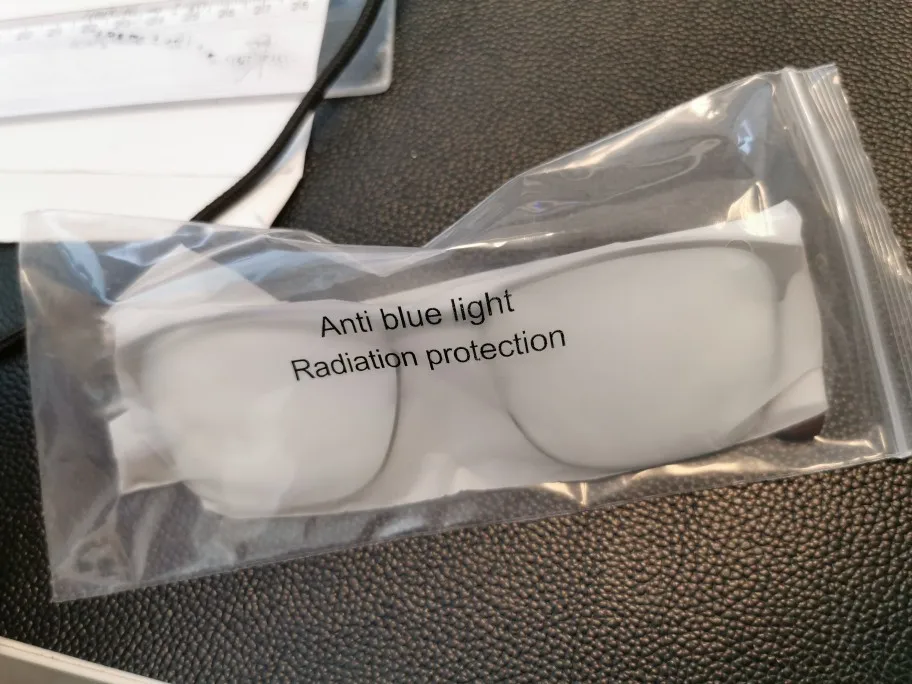 Anti blue light
Radiation protection